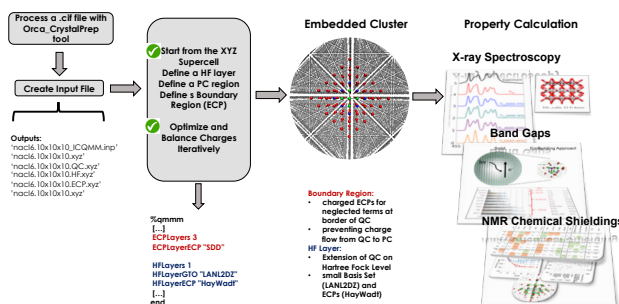 Process a .cif file with
Orca_CrystalPrep
tool
Create Input File
Outputs:
'nacl6.10x10x10_ICQMM.inp'
'nacl6.10x10x10.xyz'
'nacl6.10x10x10.QC.xyz'
'nacl6.10x10x10.HF.xyz'
'nacl6.10x10x10.ECP.xyz'
'nacl6.10x10x10.xyz'
Start from the XYZ
Supercell
Define a HF layer
Define a PC region
Define s Boundary
Region (ECP)
Optimize and
Balance Charges
Iteratively
%qmmm
[...]
ECPLayers 3
ECPLayerECP "SDD"
HFLayers 1
HFLayerGTO "LANL2DZ"
HFLayerECP "HayWadt"
[...]
end
Embedded Cluster
Boundary Region:
• charged ECPs for
neglected terms at
border of QC
• preventing charge
flow from QC to PC
HF Layer:
• Extension of QC on
Hartree Fock Level
• small Basis Set
(LANL2DZ) and
ECPs (HayWadt)
Property Calculation
X-ray Spectroscopy
Band Gaps
NMR Chemical Shieldings